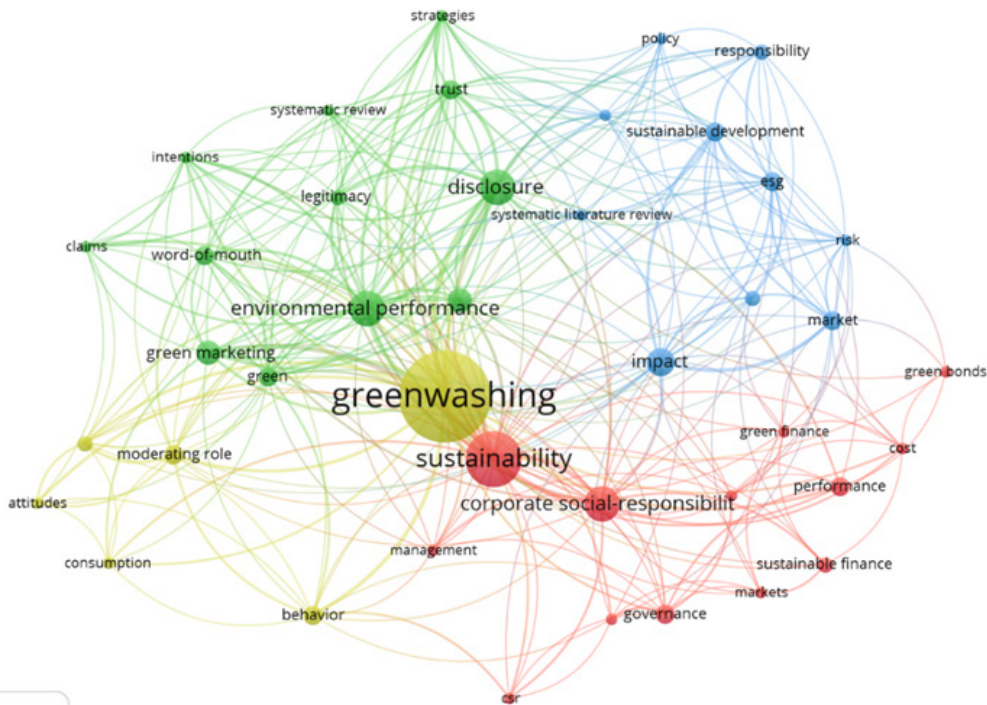 strategies
policy
responsibility
trust
systematic review
sustainable development
intentions
esg
disclosure
legitimacy
systematic literature review
risk
claims
word-of-mouth
environmental performance
market
green marketing
impact
green bonds
green
greenwashing
green finance
cost
moderating role
sustainability
performance
attitudes
corporate social-responsibilit
management
consumption
sustainable finance
markets
behavior
governance
csr